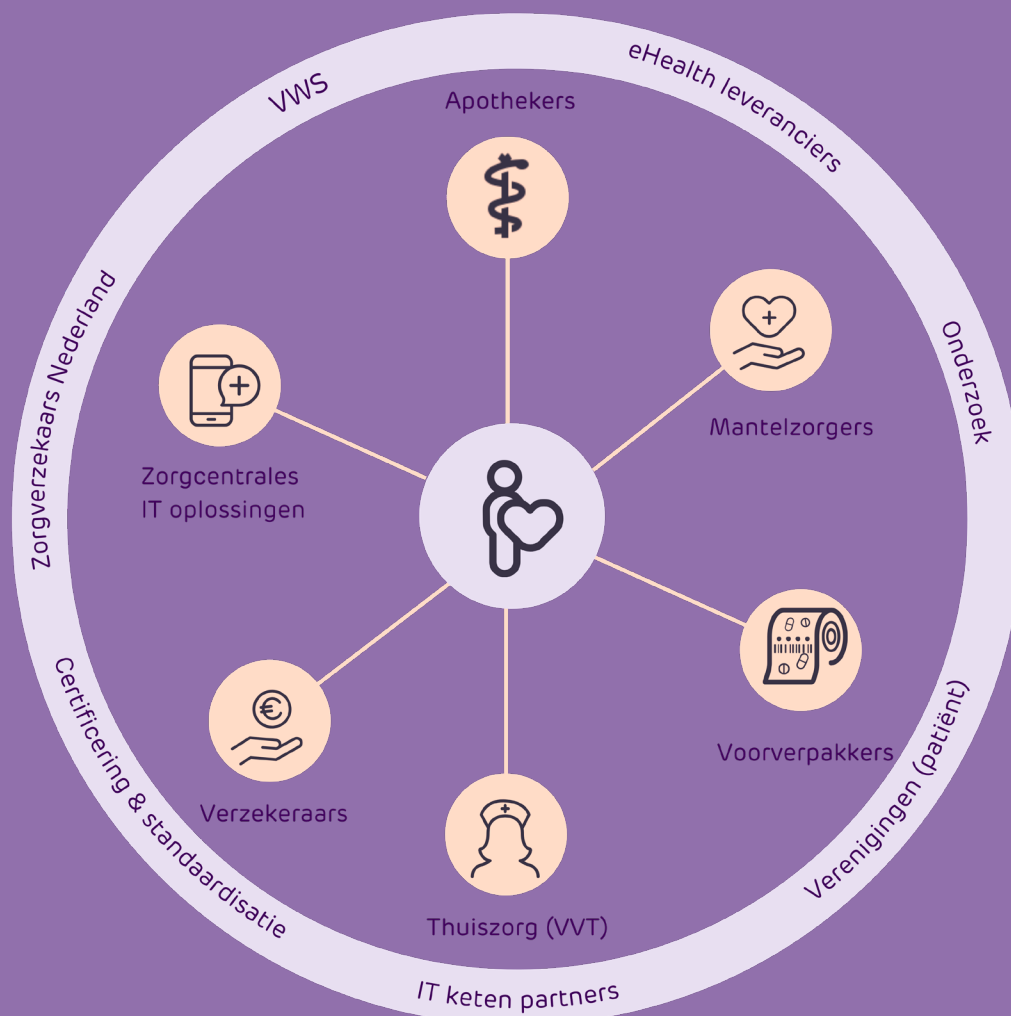 VWS
eHealth leveranciers
Apothekers
Zorgverzekaars Nederland
Onderzoek
Mantelzorgers
Zorgcentrales
IT oplossingen
Voorverpakkers
Verzekeraars
Thuiszorg (VVT)
Certificering & standaardisatie
Verenigingen (patiënt)
IT keten partners